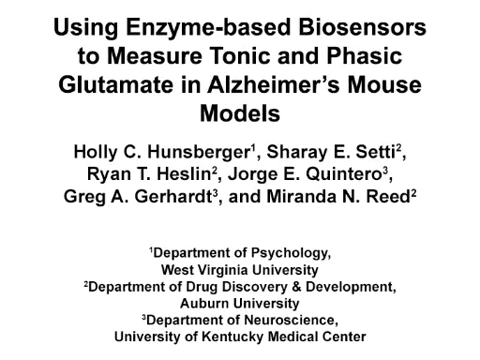 Using Enzyme-based Biosensors
to Measure Tonic and Phasic
Glutamate in Alzheimer’s Mouse
Models
Holly C. Hunsberger¹, Sharay E. Setti²,
Ryan T. Heslin², Jorge E. Quintero³,
Greg A. Gerhardt³, and Miranda N. Reed²
¹Department of Psychology,
West Virginia University
²Department of Drug Discovery & Development,
Auburn University
³Department of Neuroscience,
University of Kentucky Medical Center